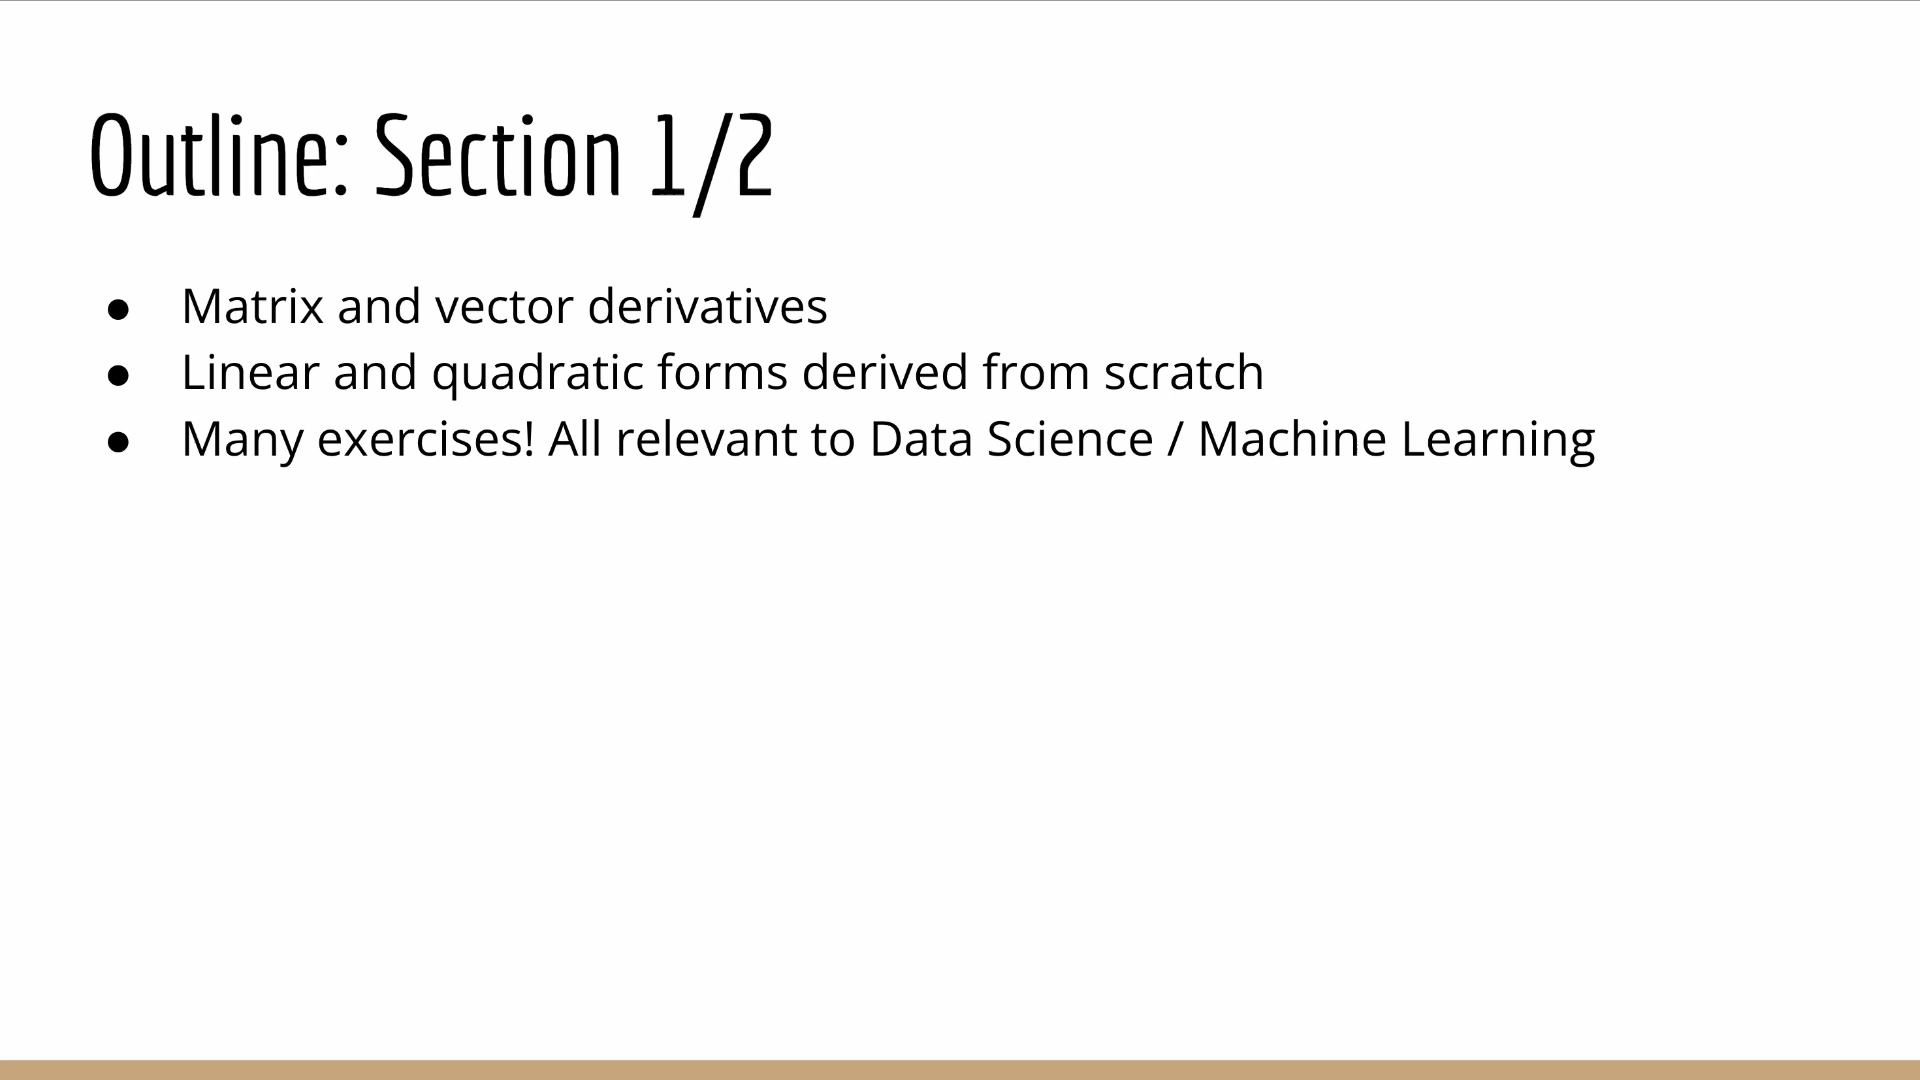 Outline: Section 1/2
● Matrix and vector derivatives
● Linear and quadratic forms derived from scratch
● Many exercises! All relevant to Data Science / Machine Learning